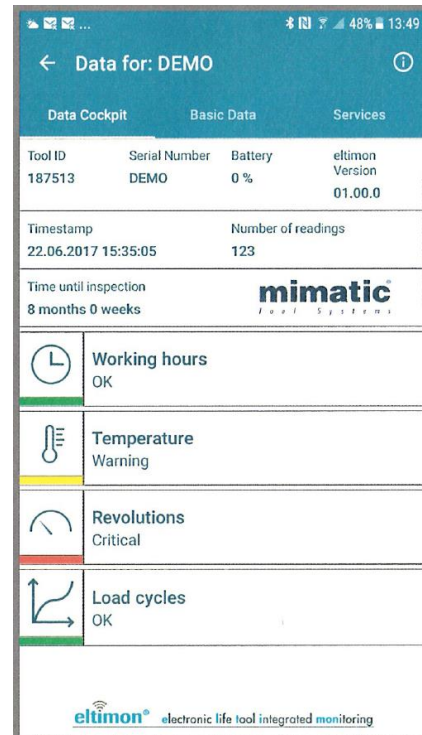 ... 48% 13:49
Data for: DEMO
Data Cockpit Basic Data Services
Tool ID Serial Number Battery eltimon Version
187513 DEMO 0 % 01.00.0
Timestamp Number of readings
22.06.2017 15:35:05 123
Time until inspection
8 months 0 weeks
mimatic
Tool Systems
Working hours
OK
Temperature
Warning
Revolutions
Critical
Load cycles
OK
eltimon® electronic life tool integrated monitoring